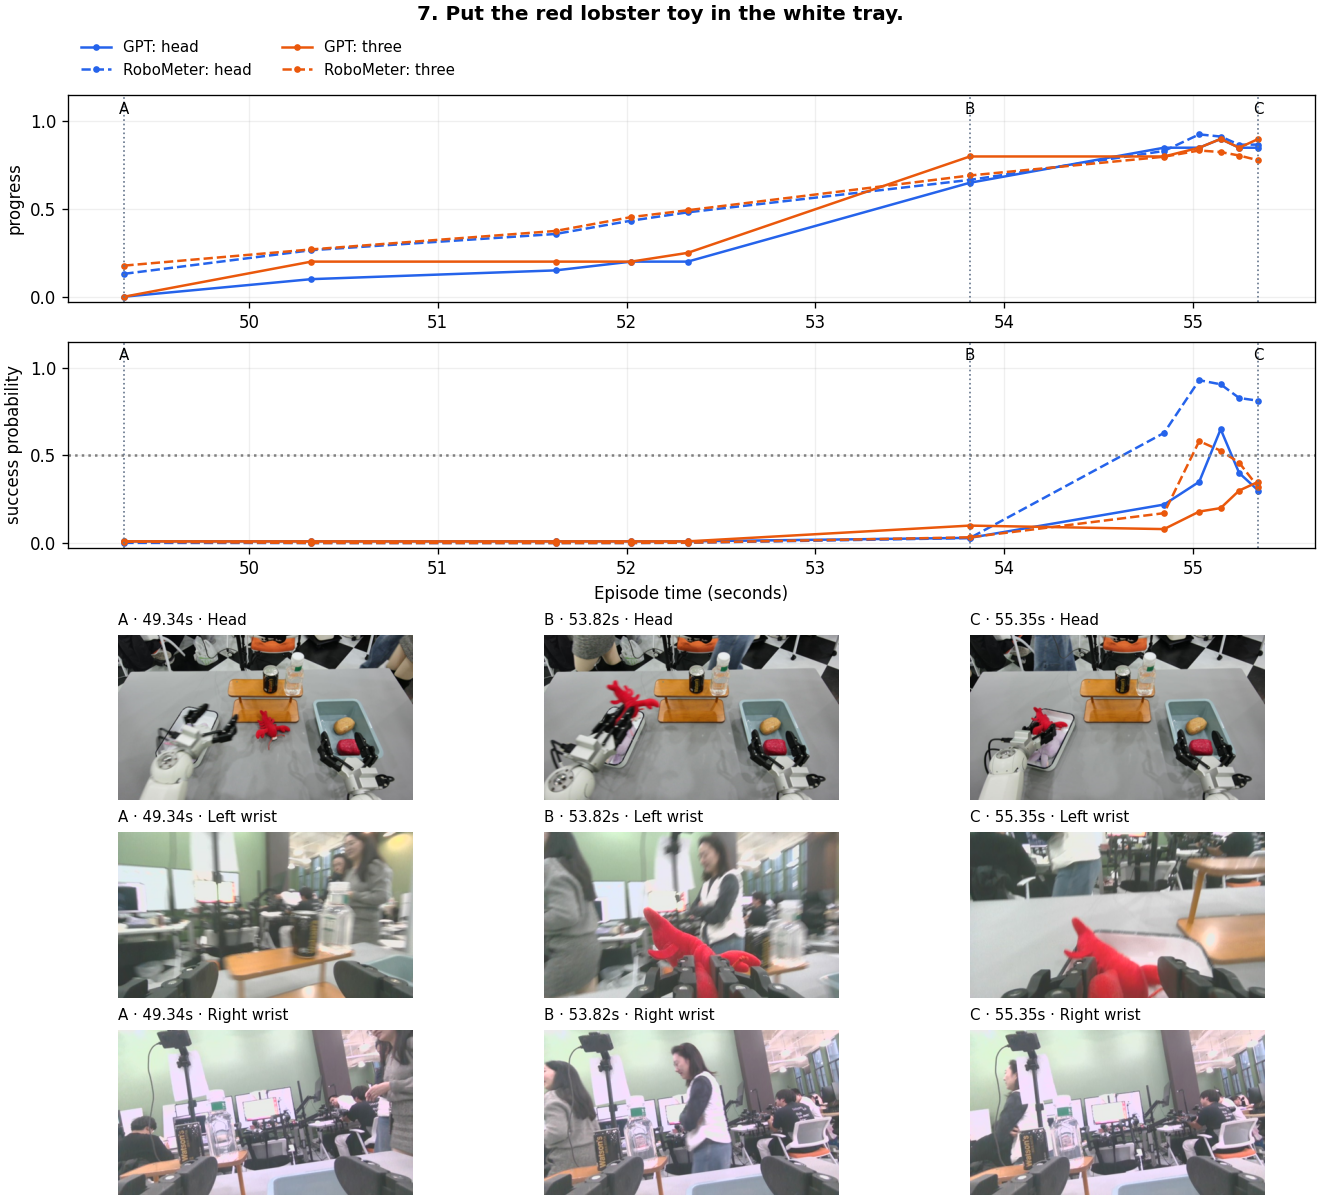 7. Put the red lobster toy in the white tray.
GPT: head
GPT: three
RoboMeter: head
RoboMeter: three
A
B
C
1.0
0.5
0.0
progress
50
51
52
53
54
55
A
B
C
1.0
0.5
0.0
success probability
50
51
52
53
54
55
Episode time (seconds)
A · 49.34s · Head
B · 53.82s · Head
C · 55.35s · Head
A · 49.34s · Left wrist
B · 53.82s · Left wrist
C · 55.35s · Left wrist
A · 49.34s · Right wrist
B · 53.82s · Right wrist
C · 55.35s · Right wrist